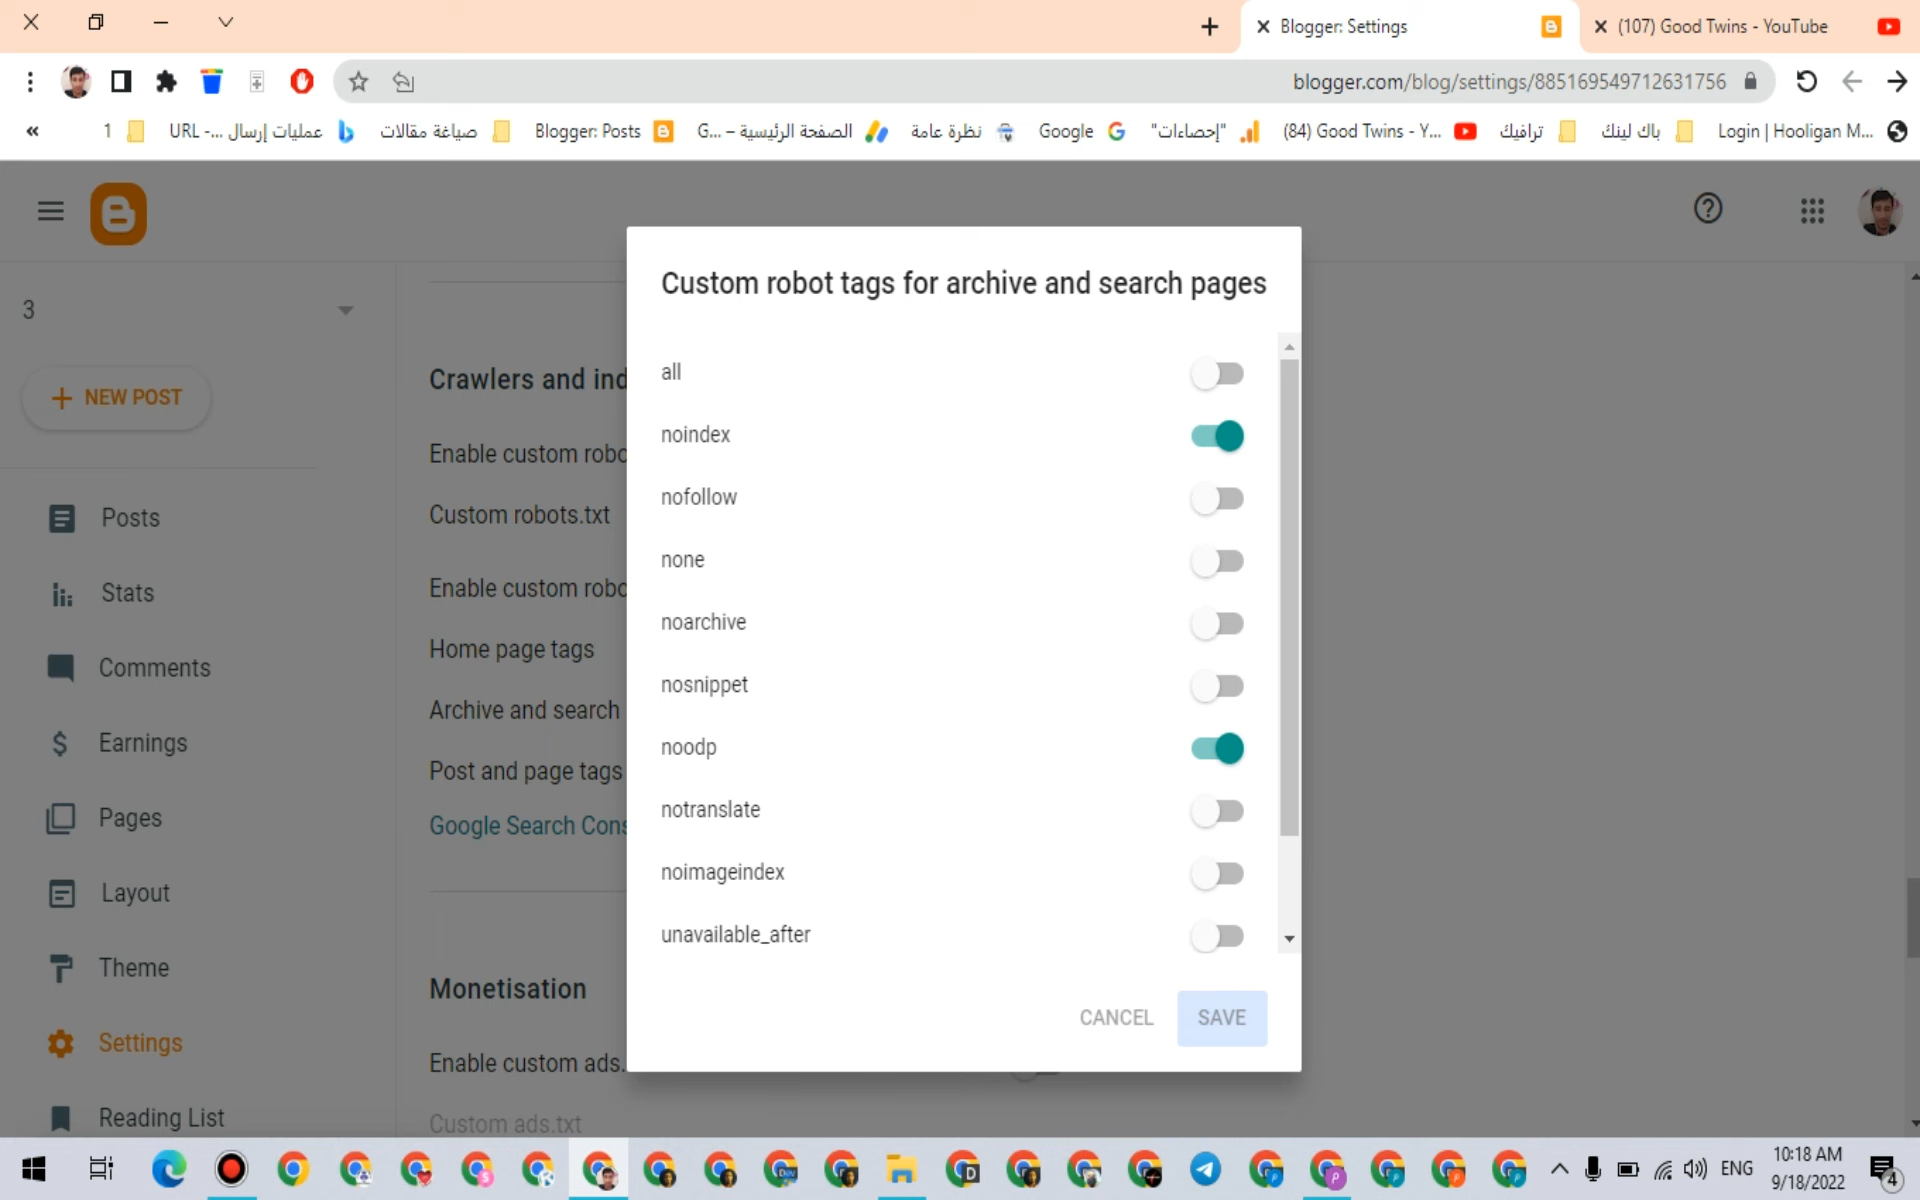 Blogger: Settings
(107) Good Twins - YouTube
blogger.com/blog/settings/885169549712631756
«
1
عمليات إرسال ...- URL
صياغة مقالات
Blogger: Posts
الصفحة الرئيسية – G...
نظرة عامة
Google
"إحصاءات"
(84) Good Twins - Y...
ترافيك
باك لينك
Login | Hooligan M...
3
NEW POST
Posts
Stats
Comments
Earnings
Pages
Layout
Theme
Settings
Reading List
Crawlers and ind
Enable custom robo
Custom robots.txt
Enable custom robo
Home page tags
Archive and search
Post and page tags
Google Search Cons
Monetisation
Enable custom ads.
Custom ads.txt
Custom robot tags for archive and search pages
all
noindex
nofollow
none
noarchive
nosnippet
noodp
notranslate
noimageindex
unavailable_after
CANCEL
SAVE
ENG
10:18 AM
9/18/2022
4